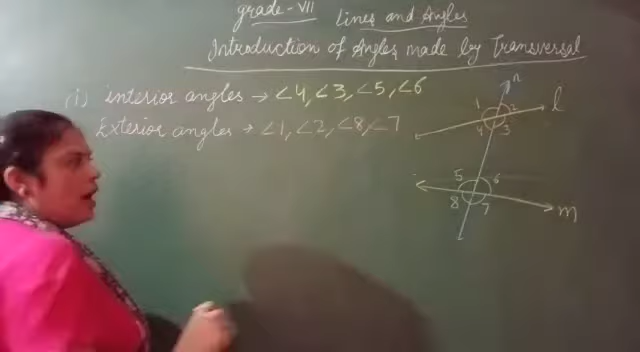 grade-VII Lines and Angles
Introduction of Angles made by Transversal
(i) interior angles → ∠4, ∠3, ∠5, ∠6
Exterior angles → ∠1, ∠2, ∠8, ∠7
n
1 2 l
4 3
5 6
8 7 m